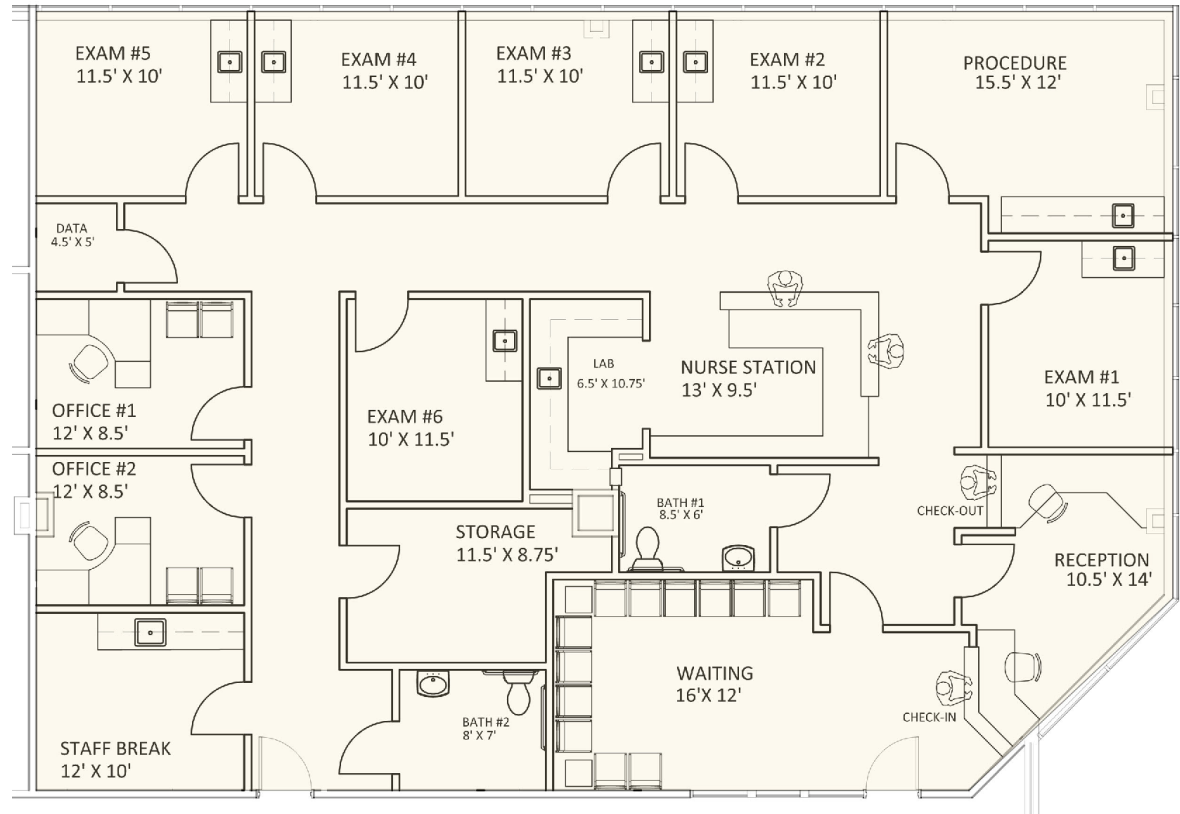 EXAM #5
11.5' X 10'
EXAM #4
11.5' X 10'
EXAM #3
11.5' X 10'
EXAM #2
11.5' X 10'
PROCEDURE
15.5' X 12'
DATA
4.5' X 5'
OFFICE #1
12' X 8.5'
EXAM #6
10' X 11.5'
LAB
6.5' X 10.75'
NURSE STATION
13' X 9.5'
EXAM #1
10' X 11.5'
OFFICE #2
12' X 8.5'
STORAGE
11.5' X 8.75'
BATH #1
8.5' X 6'
CHECK-OUT
RECEPTION
10.5' X 14'
STAFF BREAK
12' X 10'
BATH #2
8' X 7'
WAITING
16'X 12'
CHECK-IN